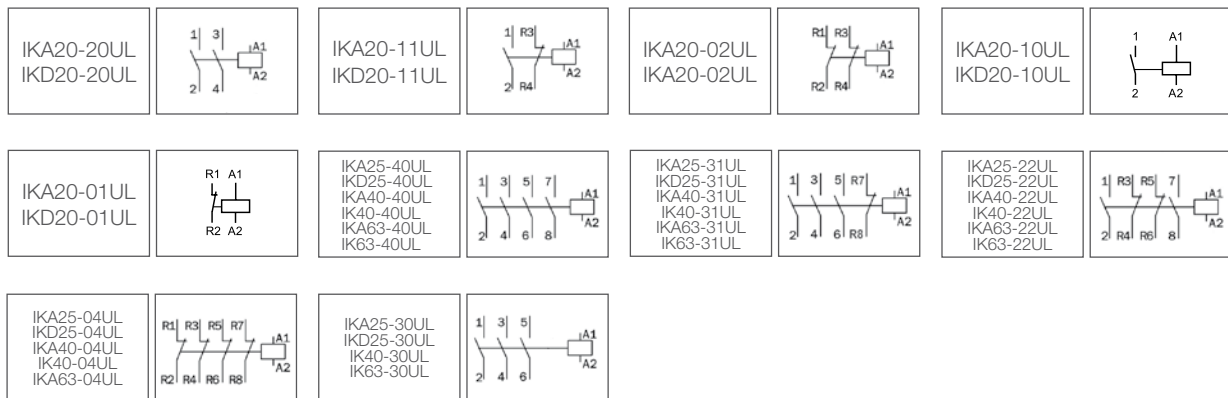 IKA20-20UL
IKD20-20UL
1 3
A1
A2
2 4
IKA20-11UL
IKD20-11UL
1 R3
A1
A2
2 R4
IKA20-02UL
IKA20-02UL
R1 R3
A1
A2
R2 R4
IKA20-10UL
IKD20-10UL
1 A1
2 A2
IKA20-01UL
IKD20-01UL
R1 A1
R2 A2
IKA25-40UL
IKD25-40UL
IKA40-40UL
IK40-40UL
IKA63-40UL
IK63-40UL
1 3 5 7
A1
A2
2 4 6 8
IKA25-31UL
IKD25-31UL
IKA40-31UL
IK40-31UL
IKA63-31UL
IK63-31UL
1 3 5 R7
A1
A2
2 4 6 R8
IKA25-22UL
IKD25-22UL
IKA40-22UL
IK40-22UL
IKA63-22UL
IK63-22UL
1 R3 R5 7
A1
A2
2 R4 R6 8
IKA25-04UL
IKD25-04UL
IKA40-04UL
IK40-04UL
IKA63-04UL
R1 R3 R5 R7
A1
A2
R2 R4 R6 R8
IKA25-30UL
IKD25-30UL
IK40-30UL
IK63-30UL
1 3 5
A1
A2
2 4 6